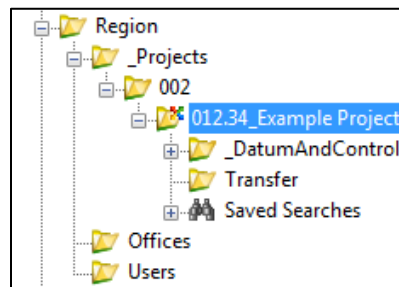 Region
_Projects
002
012.34_Example Project
_DatumAndControl
Transfer
Saved Searches
Offices
Users